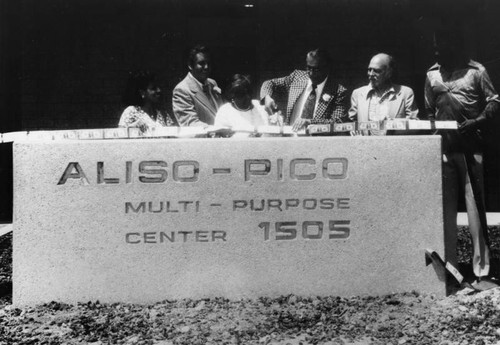 ALISO - PICO
MULTI - PURPOSE
CENTER 1505